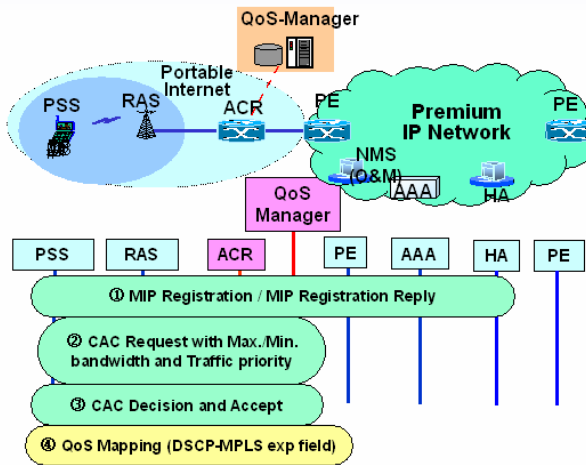 QoS-Manager
Portable
Internet
PSS
RAS
ACR
PE
Premium
IP Network
PE
NMS
(O&M)
AAA
HA
QoS
Manager
PSS
RAS
ACR
PE
AAA
HA
PE
① MIP Registration / MIP Registration Reply
② CAC Request with Max./Min.
bandwidth and Traffic priority
③ CAC Decision and Accept
④ QoS Mapping (DSCP-MPLS exp field)